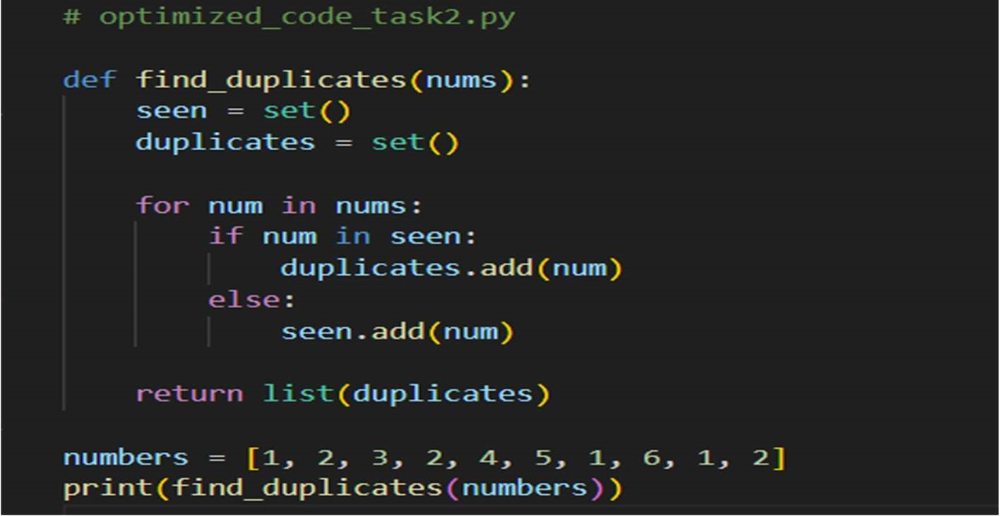 # optimized_code_task2.py
def find_duplicates(nums):
    seen = set()
    duplicates = set()
    for num in nums:
        if num in seen:
            duplicates.add(num)
        else:
            seen.add(num)
    return list(duplicates)
numbers = [1, 2, 3, 2, 4, 5, 1, 6, 1, 2]
print(find_duplicates(numbers))